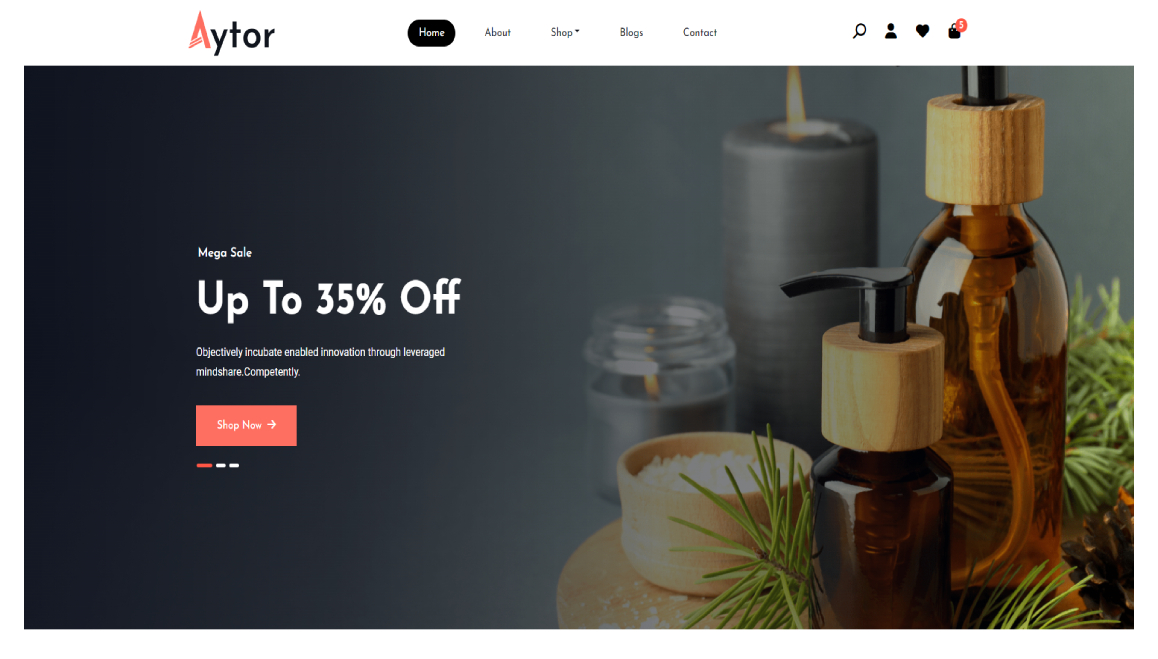 Aytor
Home About Shop Blogs Contact
5
Mega Sale
Up To 35% Off
Objectively incubate enabled innovation through leveraged
mindshare.Competently.
Shop Now →